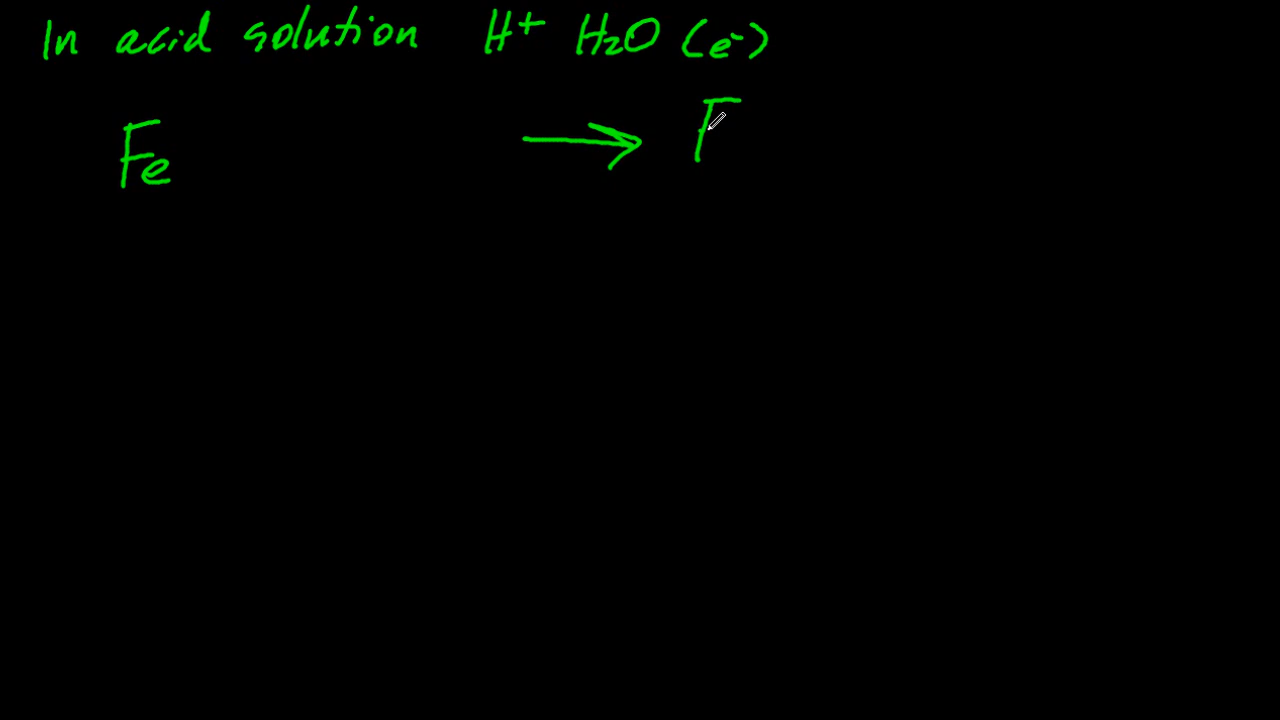 In acid solution H⁺ H₂O (e⁻)
Fe → F